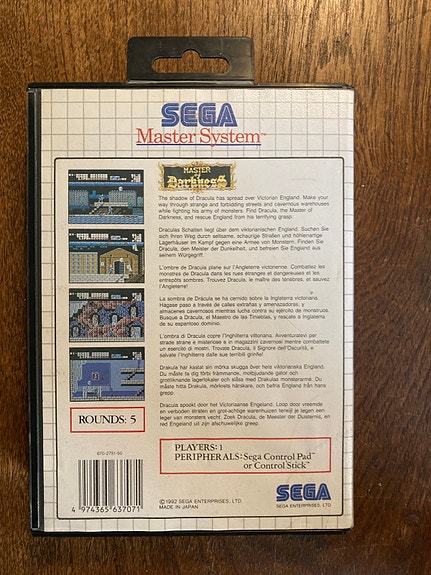 SEGA
Master System™
MASTER
of
Darkness
The shadow of Dracula has spread over Victorian England. Make your
way through strange and forbidding streets and cavernous warehouses
while fighting his army of monsters. Find Dracula, the Master of
Darkness, and rescue England from his terrifying grasp.
Draculas Schatten liegt über dem viktorianischen England. Suchen Sie
sich Ihren Weg durch seltsame, schaurige Straßen und höhlenartige
Lagerhäuser im Kampf gegen eine Armee von Monstern. Finden Sie
Dracula, den Meister der Dunkelheit, und befreien Sie England aus
seinem Würgegriff.
L'ombre de Dracula plane sur l'Angleterre victorienne. Combattez les
monstres de Dracula dans des rues étranges et dangereuses et des
entrepôts sombres. Trouvez Dracula, le maître des ténèbres, et sauvez
l'Angleterre!
La sombra de Drácula se ha cernido sobre la Inglaterra victoriana.
Hágase paso a través de calles extrañas y amenazadoras, y
almacenes cavernosos mientras lucha contra su ejército de monstruos.
Busque a Drácula, el Maestro de las Tinieblas, y rescate a Inglaterra
de su espantoso dominio.
L'ombra di Dracula copre l'Inghilterra vittoriana. Avventuratevi per
strade strane e misteriose e in magazzini cavernosi mentre combattete
un esercito di mostri. Trovate Dracula, il Signore dell'Oscurità, e
salvate l'Inghilterra dalle sue terribili grinfie!
Drakula har kastat sin mörka skugga över hela viktorianska England.
Du måste ta dig förbi främmande, motbjudande gator och
grottliknande lagerlokaler och slåss med Drakulas monsterarmé. Du
måste hitta Drakula, mörkrets härskare, och befria England från hans
grepp.
Dracula spookt door het Victoriaanse Engeland. Loop door vreemde
en verboden straten en grot-achtige warenhuizen terwijl je tegen een
leger van monsters vecht. Zoek Dracula, de Meester der Duisternis, en
red Engeland uit zijn afschuwelijke greep.
ROUNDS: 5
PLAYERS: 1
PERIPHERALS: Sega Control Pad™
or Control Stick™
670-2751-50
4 974365 637071
©1992 SEGA ENTERPRISES, LTD.
MADE IN JAPAN
SEGA
SEGA ENTERPRISES, LTD.